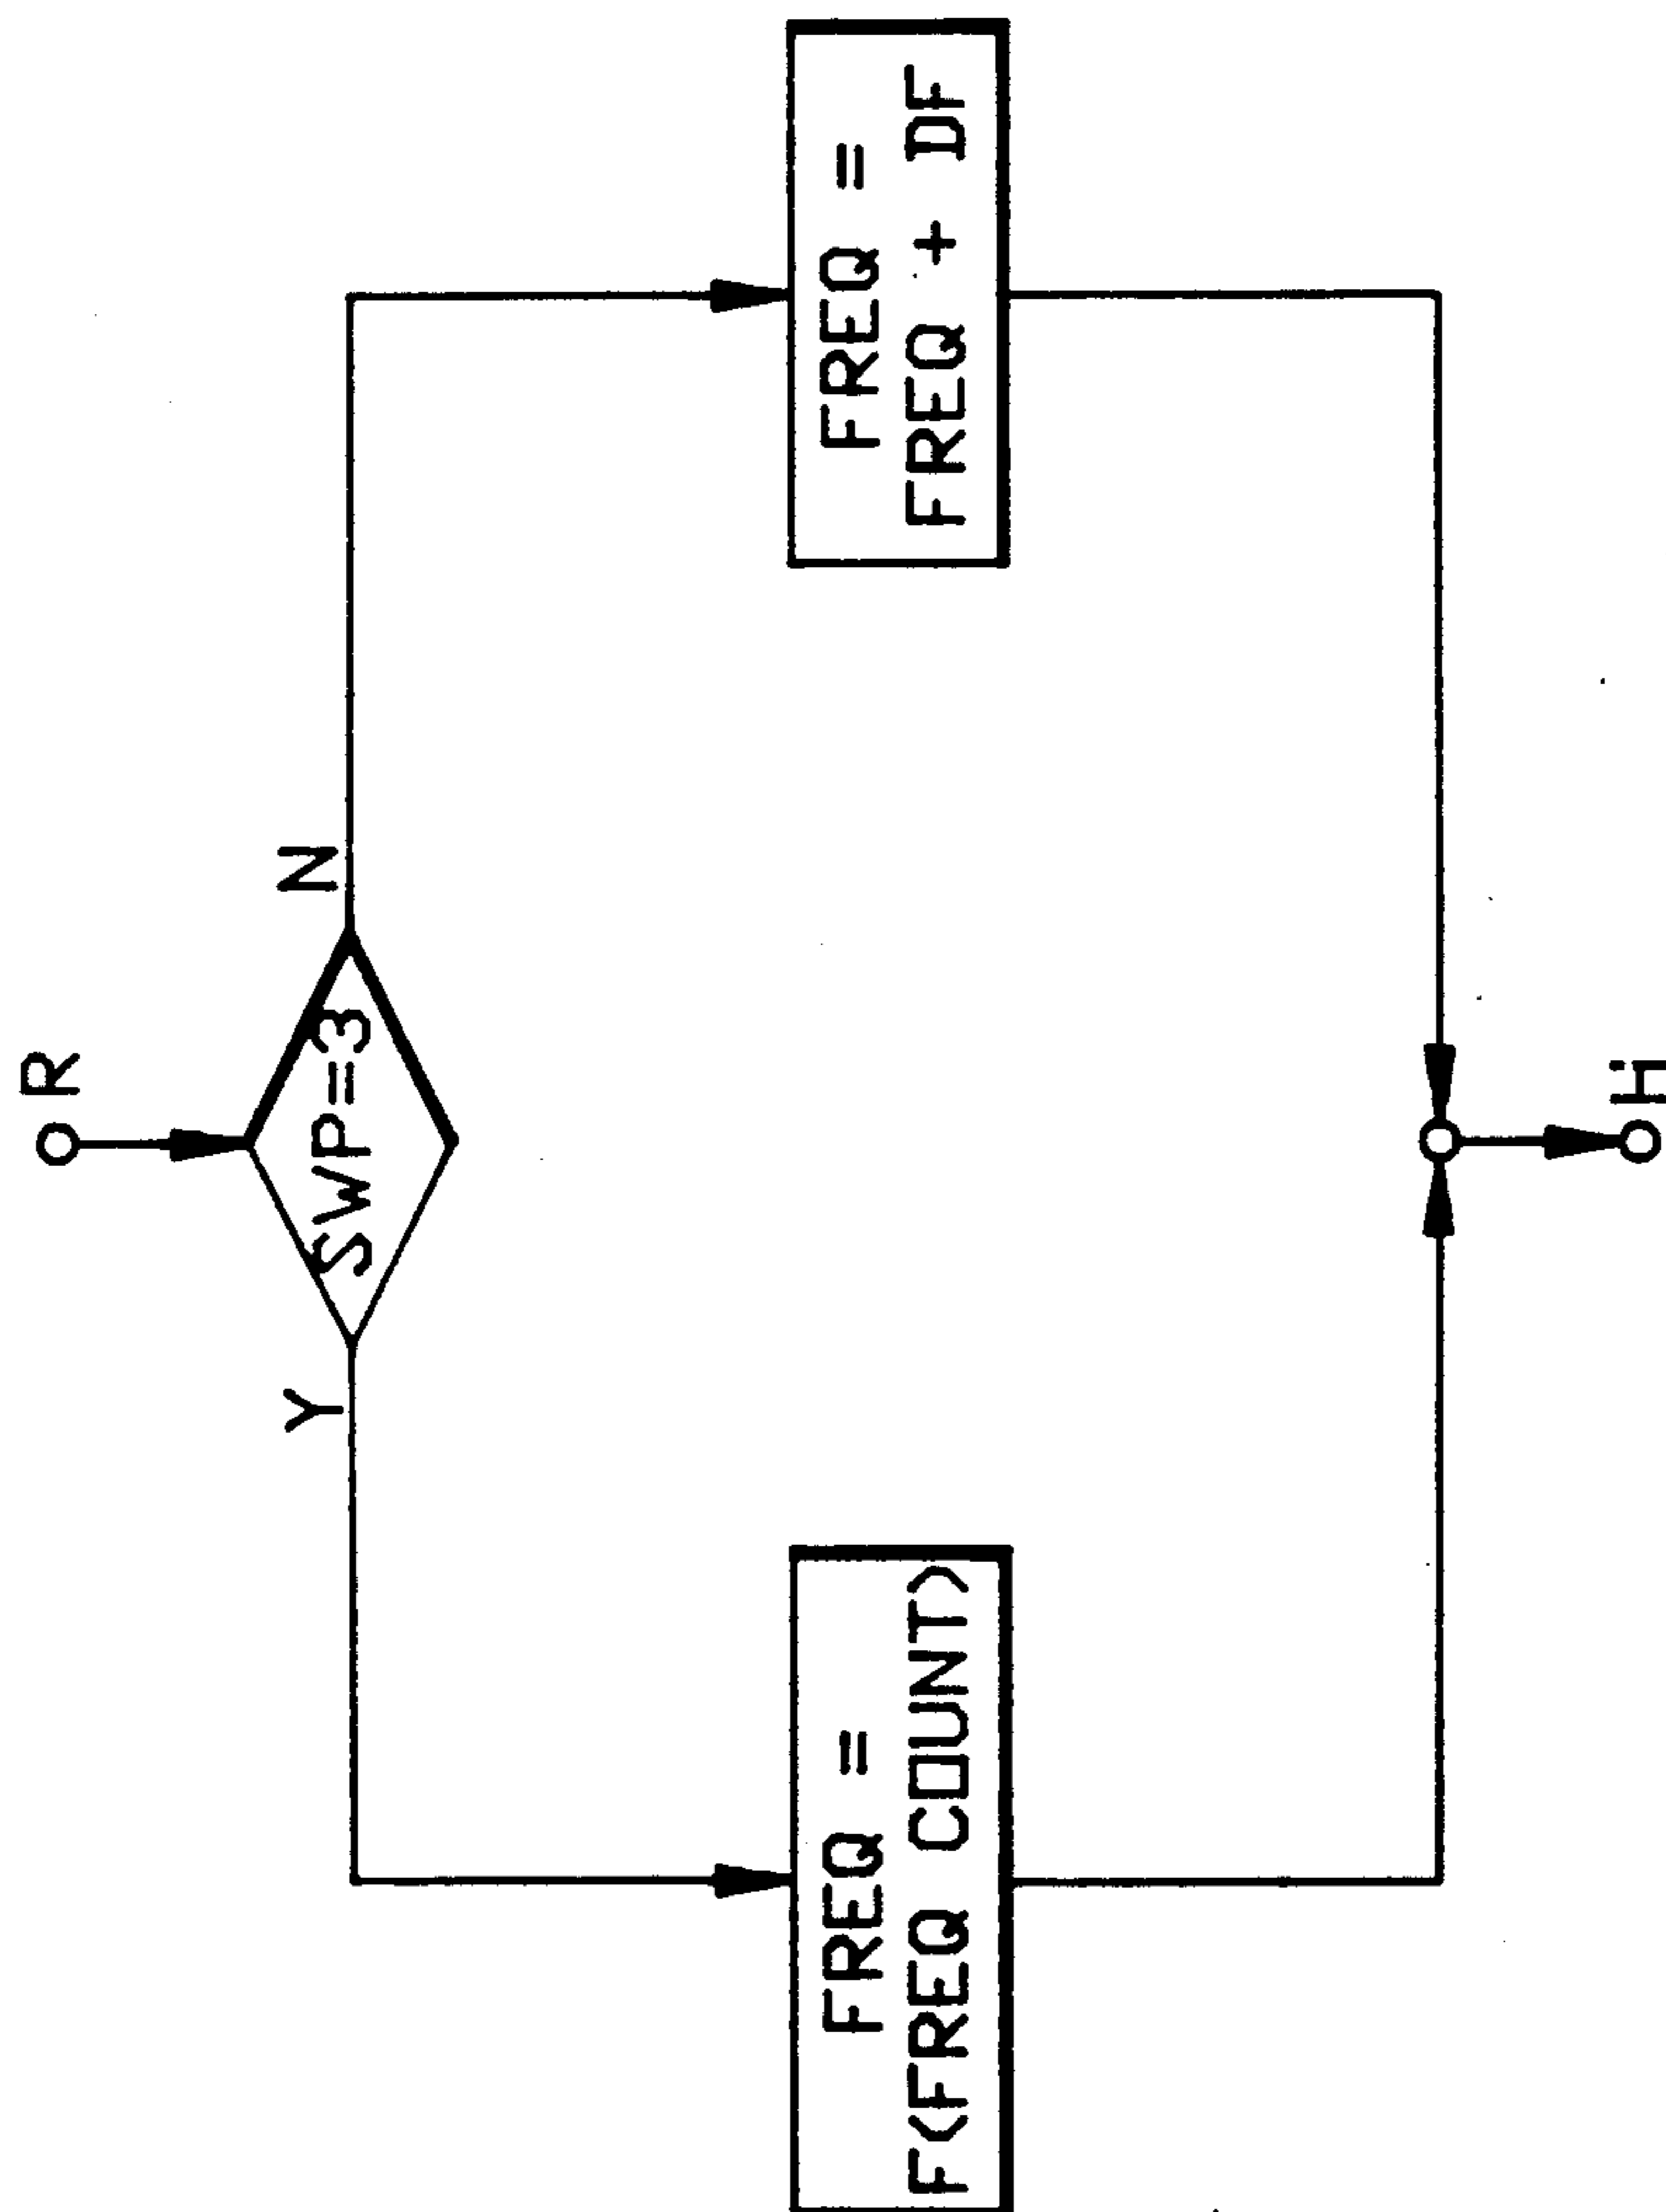 R
SWP=3
Y
N
FREQ =
F(FREQ COUNT)
FREQ =
FREQ + DF
H